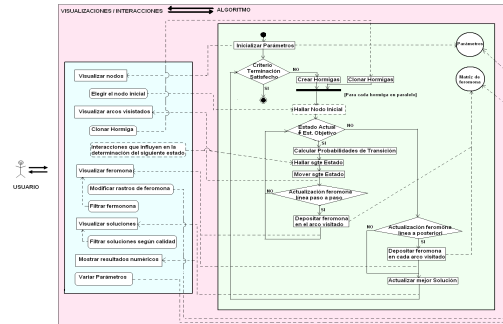 VISUALIZACIONES / INTERACCIONES
ALGORITMO
Inicializar Parametros
Criterio
Terminación
Satisfecho
NO
SI
Crear Hormigas
Clonar Hormigas
[Para cada hormiga en paralelo]
Hallar Nodo Inicial
Estado Actual
≠ Est. Objetivo
NO
SI
Calcular Probabilidades de Transición
Hallar sgte Estado
Mover sgte Estado
NO
Actualización feromona
linea paso a paso
SI
Depositar feromona
en el arco visitado
Actualización feromona
linea a posteriori
NO
SI
Depositar feromona
en cada arco visitado
Actualizar mejor Solución
Parámetros
Matriz de
feromona
Visualizar nodos
Elegir el nodo inicial
Visualizar arcos visistados
Clonar Hormiga
Interacciones que influyen en la
determinación del siguiente estado
Visualizar feromona
Modificar rastros de feromona
Filtrar fermonona
Visualizar soluciones
Filtrar soluciones según calidad
Mostrar resultados numéricos
Variar Parametros
USUARIO